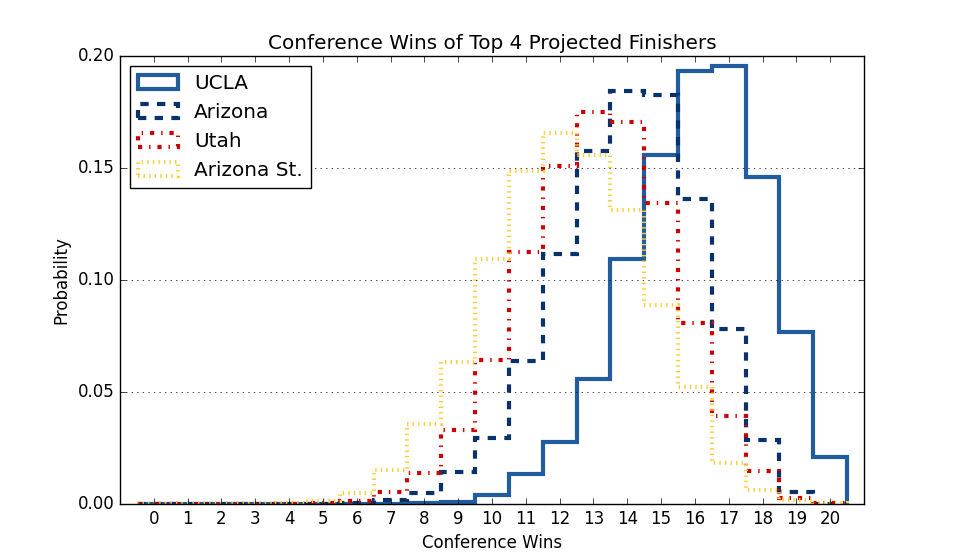 Conference Wins of Top 4 Projected Finishers
0.20
0.15
0.10
0.05
0.00
Probability
UCLA
Arizona
Utah
Arizona St.
0 1 2 3 4 5 6 7 8 9 10 11 12 13 14 15 16 17 18 19 20
Conference Wins